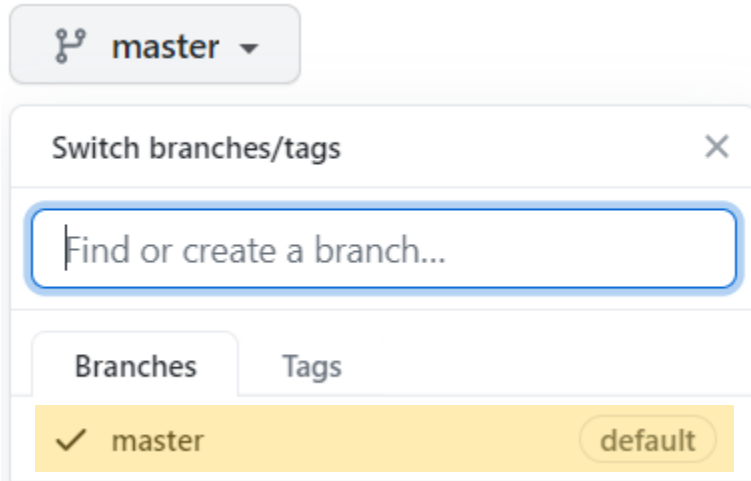 master
Switch branches/tags
Find or create a branch...
Branches Tags
master default